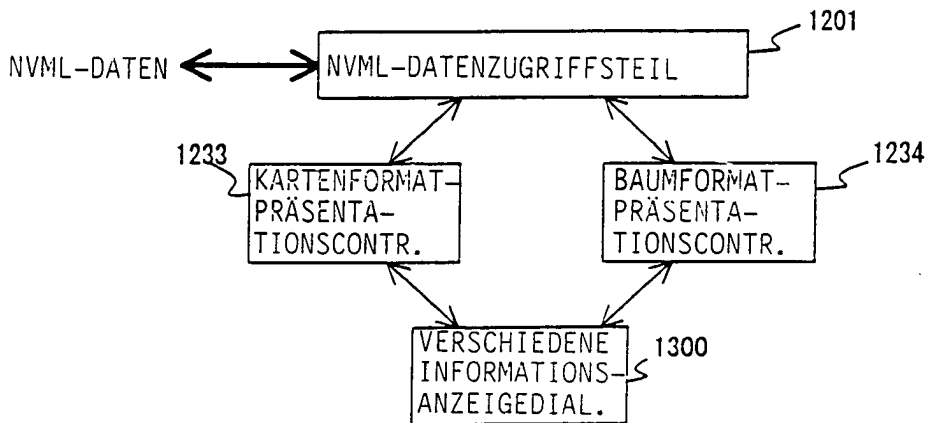 1201
NVML-DATEN
NVML-DATENZUGRIFFSTEIL
1233
KARTENFORMAT-
PRÄSENTA-
TIONSCONTR.
1234
BAUMFORMAT-
PRÄSENTA-
TIONSCONTR.
VERSCHIEDENE
INFORMATIONS-
ANZEIGEDIAL.
1300